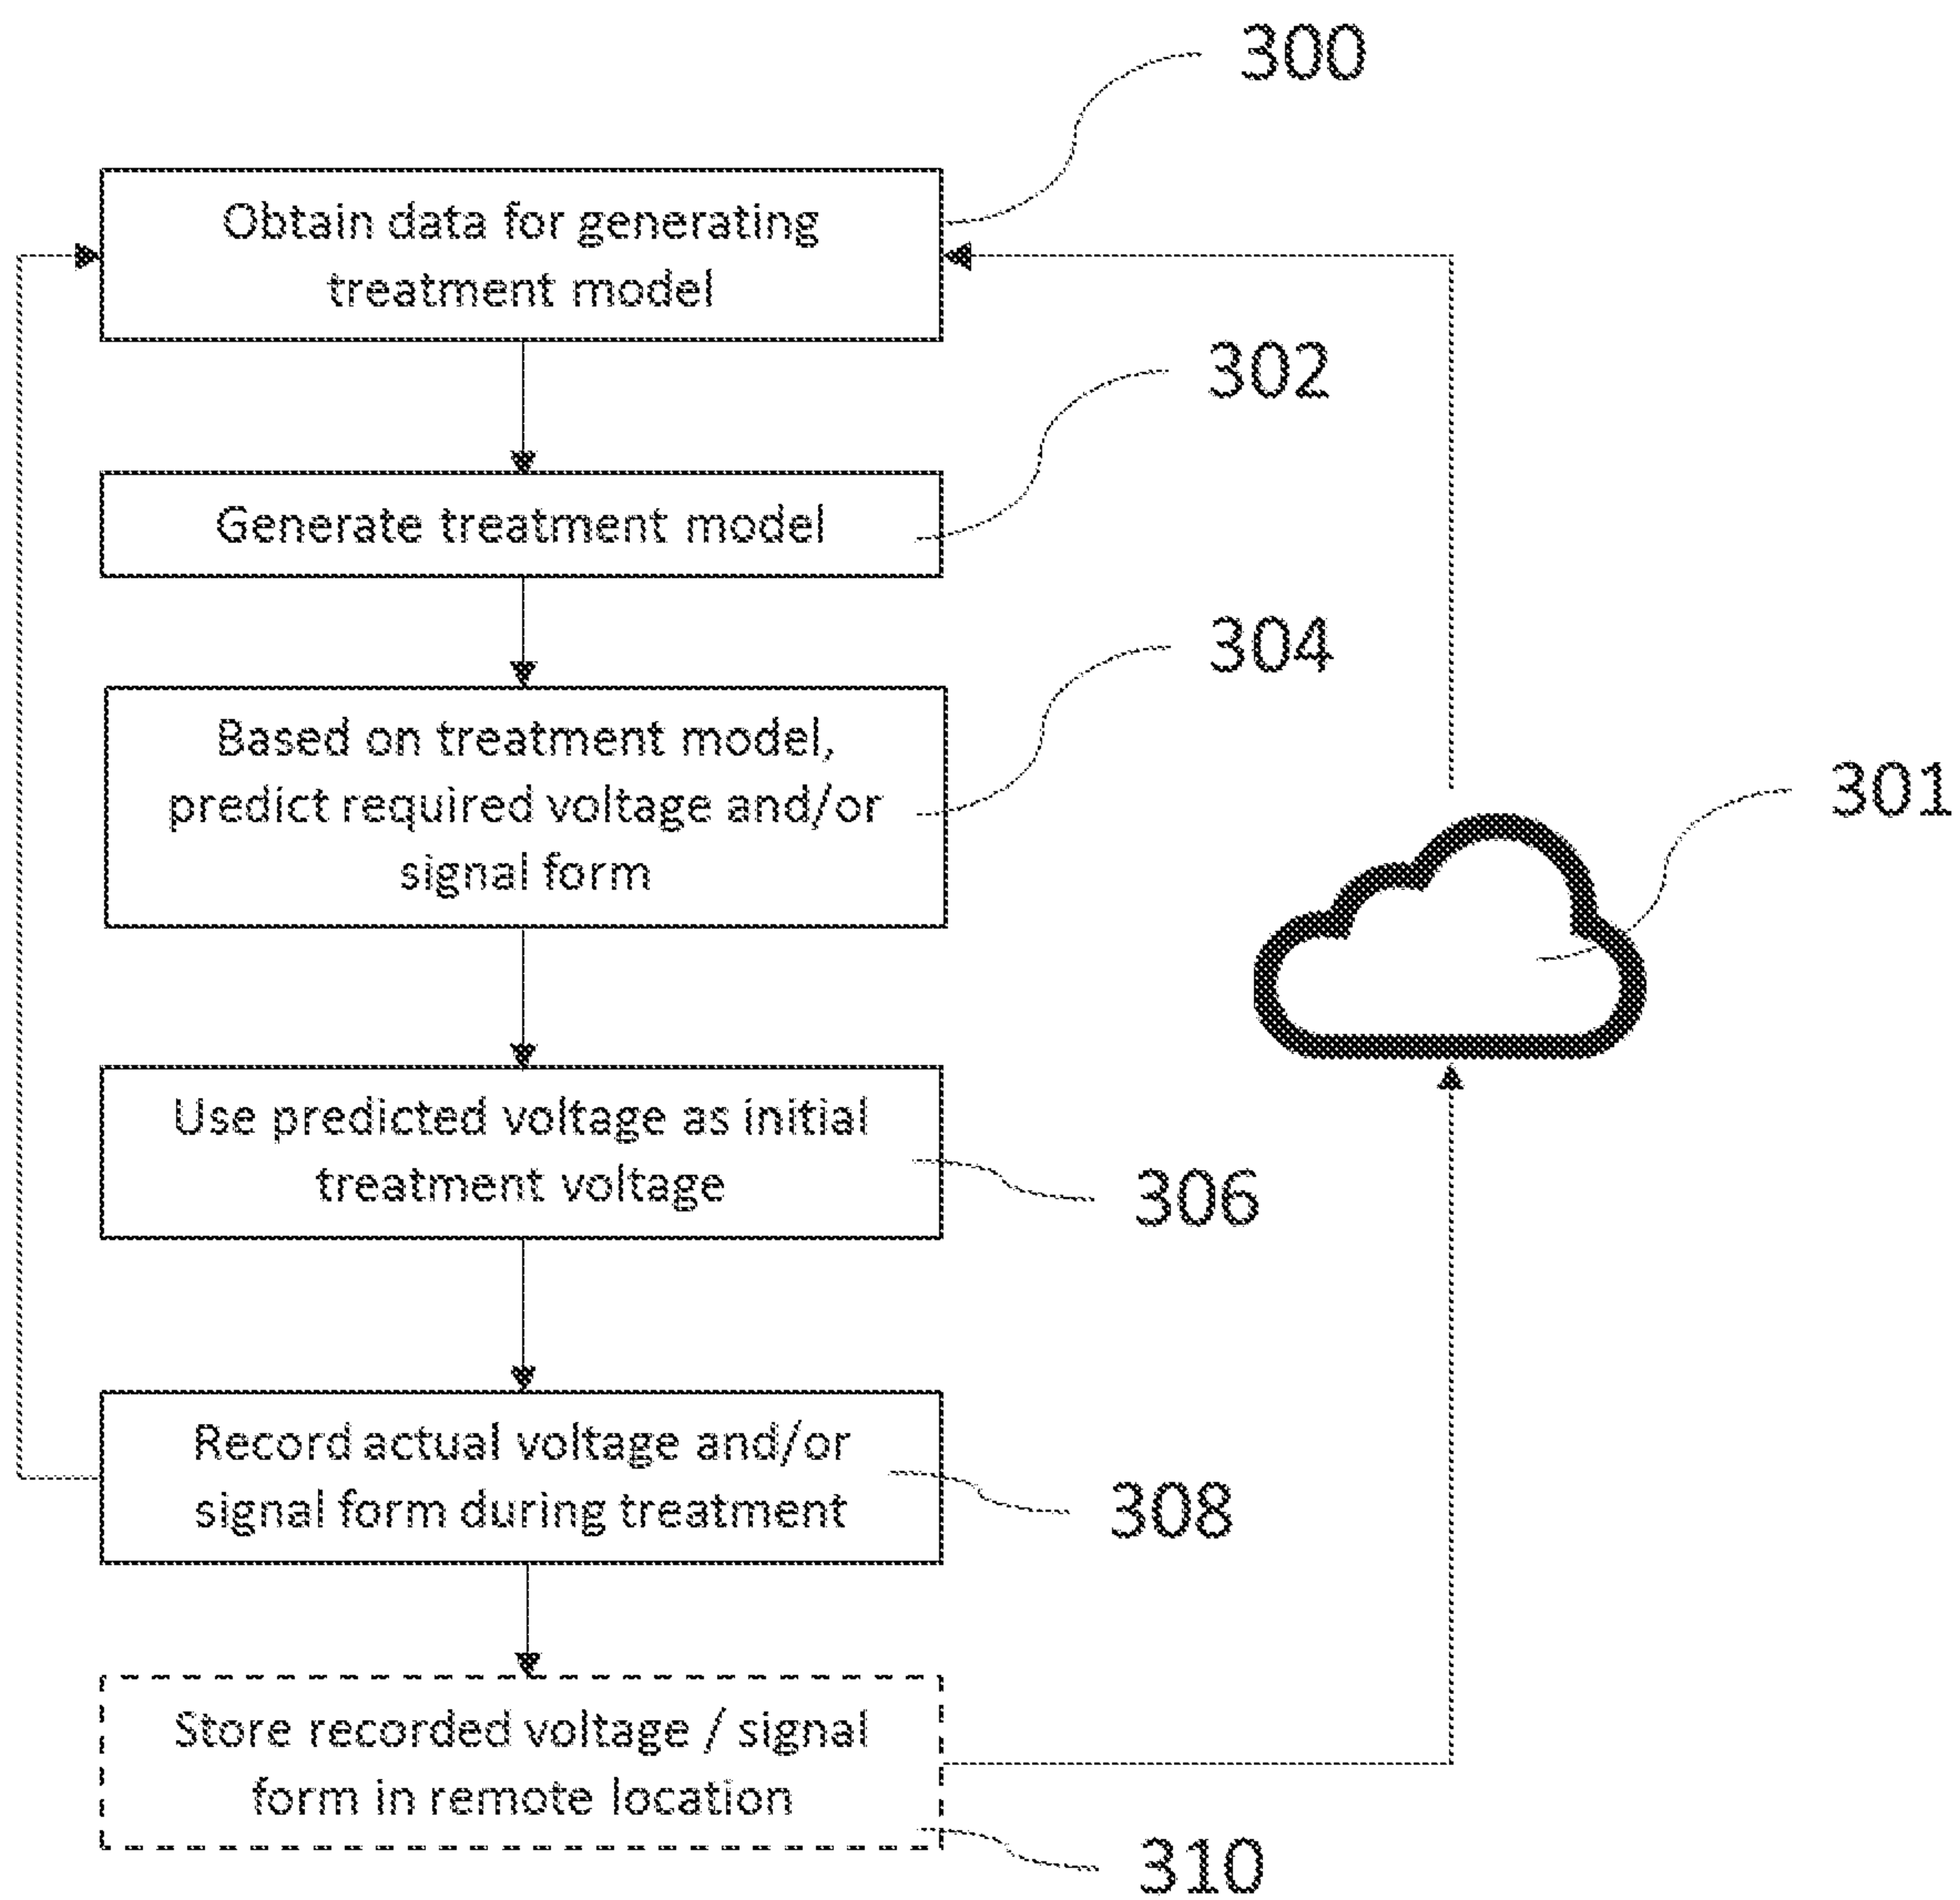 300
Obtain data for generating
treatment model
302
Generate treatment model
304
Based on treatment model,
predict required voltage and/or
signal form
301
Use predicted voltage as initial
treatment voltage
306
Record actual voltage and/or
signal form during treatment
308
Store recorded voltage / signal
form in remote location
310